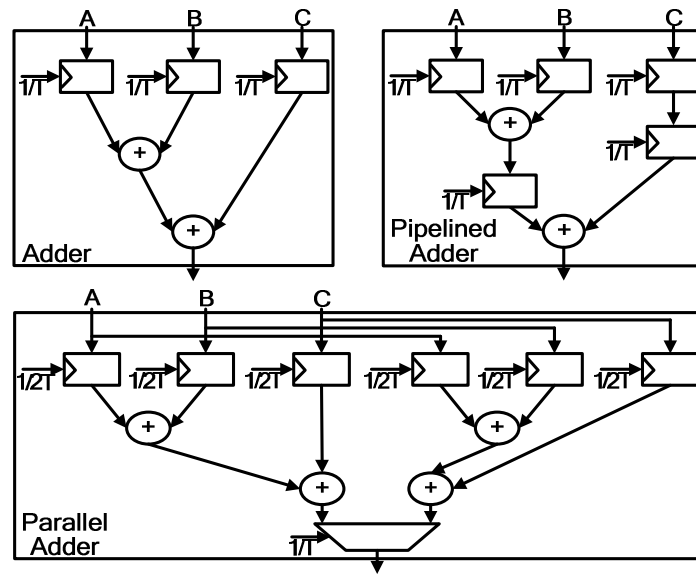 A B C
1/T 1/T 1/T
+
+
Adder
A B C
1/T 1/T 1/T
+
1/T
1/T
+
Pipelined
Adder
A B C
1/2T 1/2T 1/2T 1/2T 1/2T 1/2T
+ +
+ +
Parallel
Adder
1/T